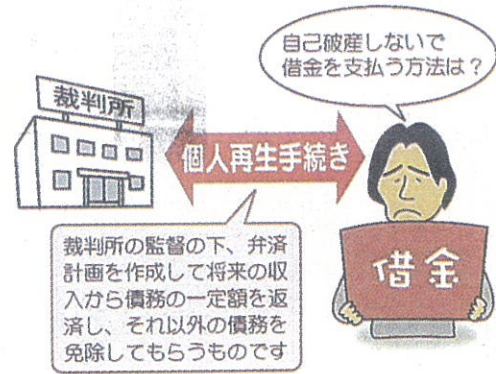 自己破産しないで
借金を支払う方法は？
裁判所
個人再生手続き
借金
裁判所の監督の下、弁済
計画を作成して将来の収
入から債務の一定額を返
済し、それ以外の債務を
免除してもらうものです